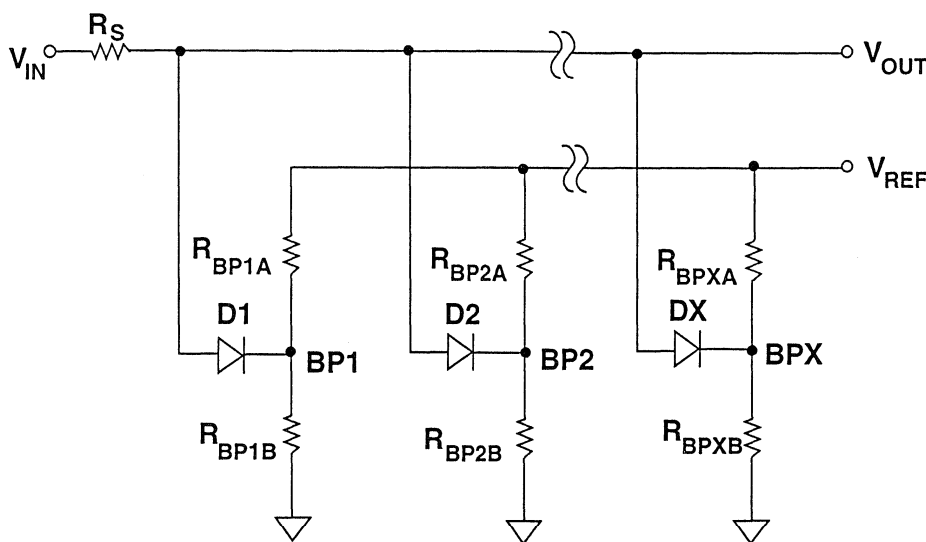 R_S
V_IN
V_OUT
V_REF
R_BP1A
R_BP2A
R_BPXA
D1
D2
DX
BP1
BP2
BPX
R_BP1B
R_BP2B
R_BPXB